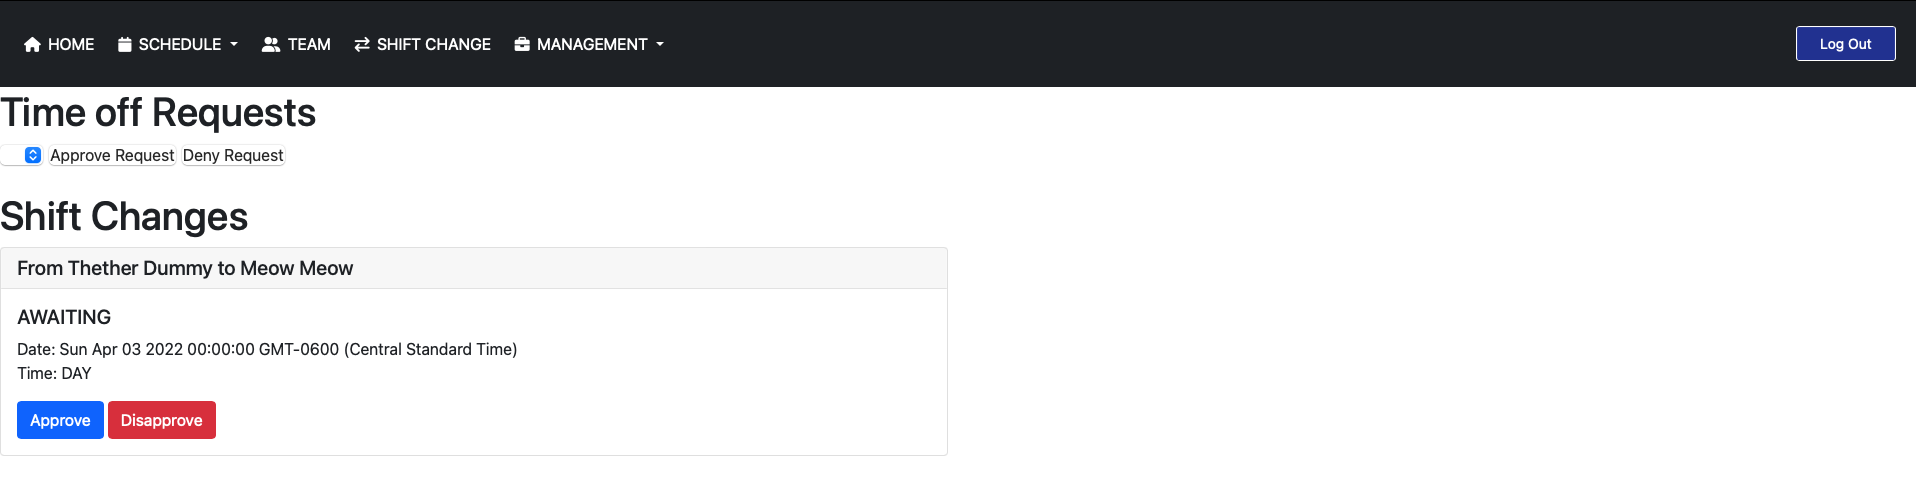 HOME SCHEDULE TEAM SHIFT CHANGE MANAGEMENT Log Out
Time off Requests
Approve Request Deny Request
Shift Changes
From Thether Dummy to Meow Meow
AWAITING
Date: Sun Apr 03 2022 00:00:00 GMT-0600 (Central Standard Time)
Time: DAY
Approve Disapprove